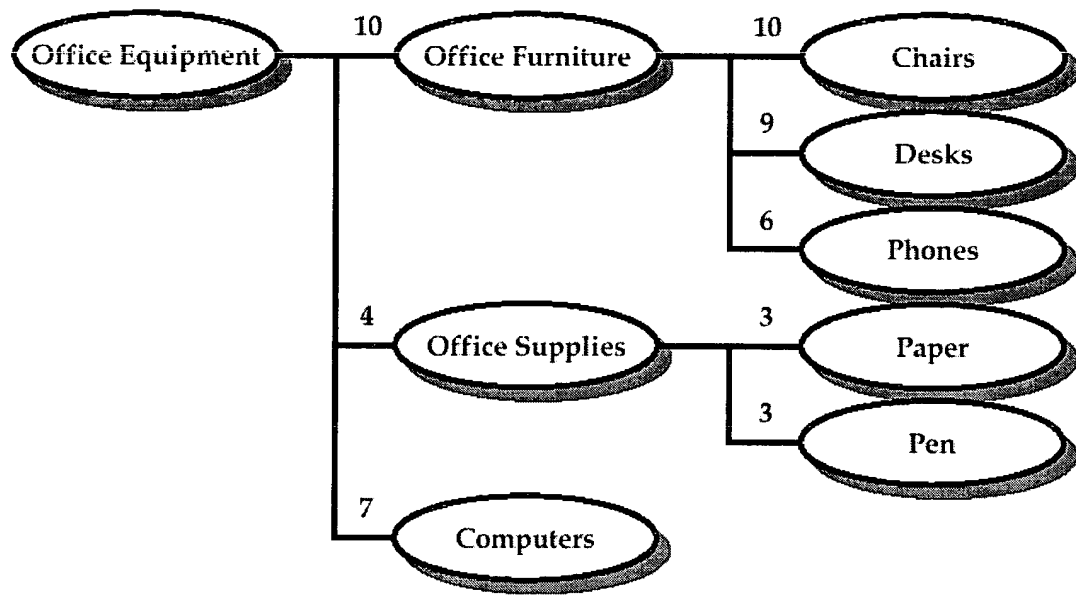 10
10
Office Equipment
Office Furniture
Chairs
9
Desks
6
Phones
4
3
Office Supplies
Paper
3
Pen
7
Computers